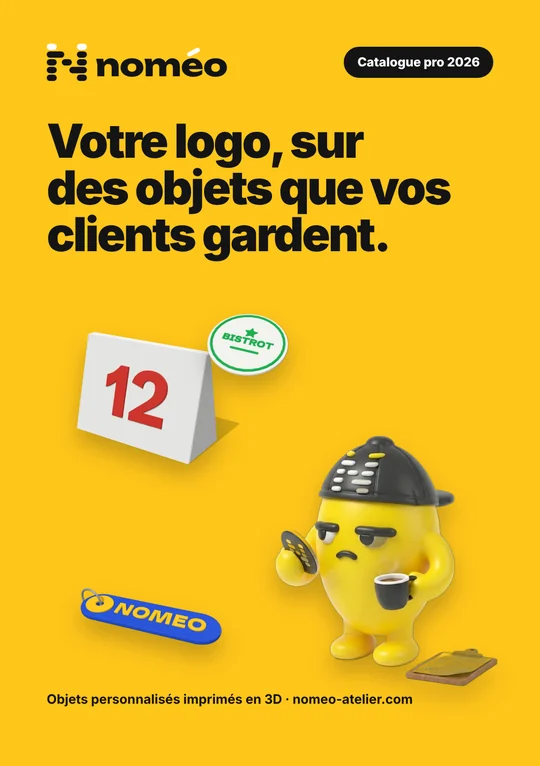 noméo
Catalogue pro 2026
Votre logo, sur
des objets que vos
clients gardent.
BISTROT
12
NOMEO
Objets personnalisés imprimés en 3D · nomeo-atelier.com